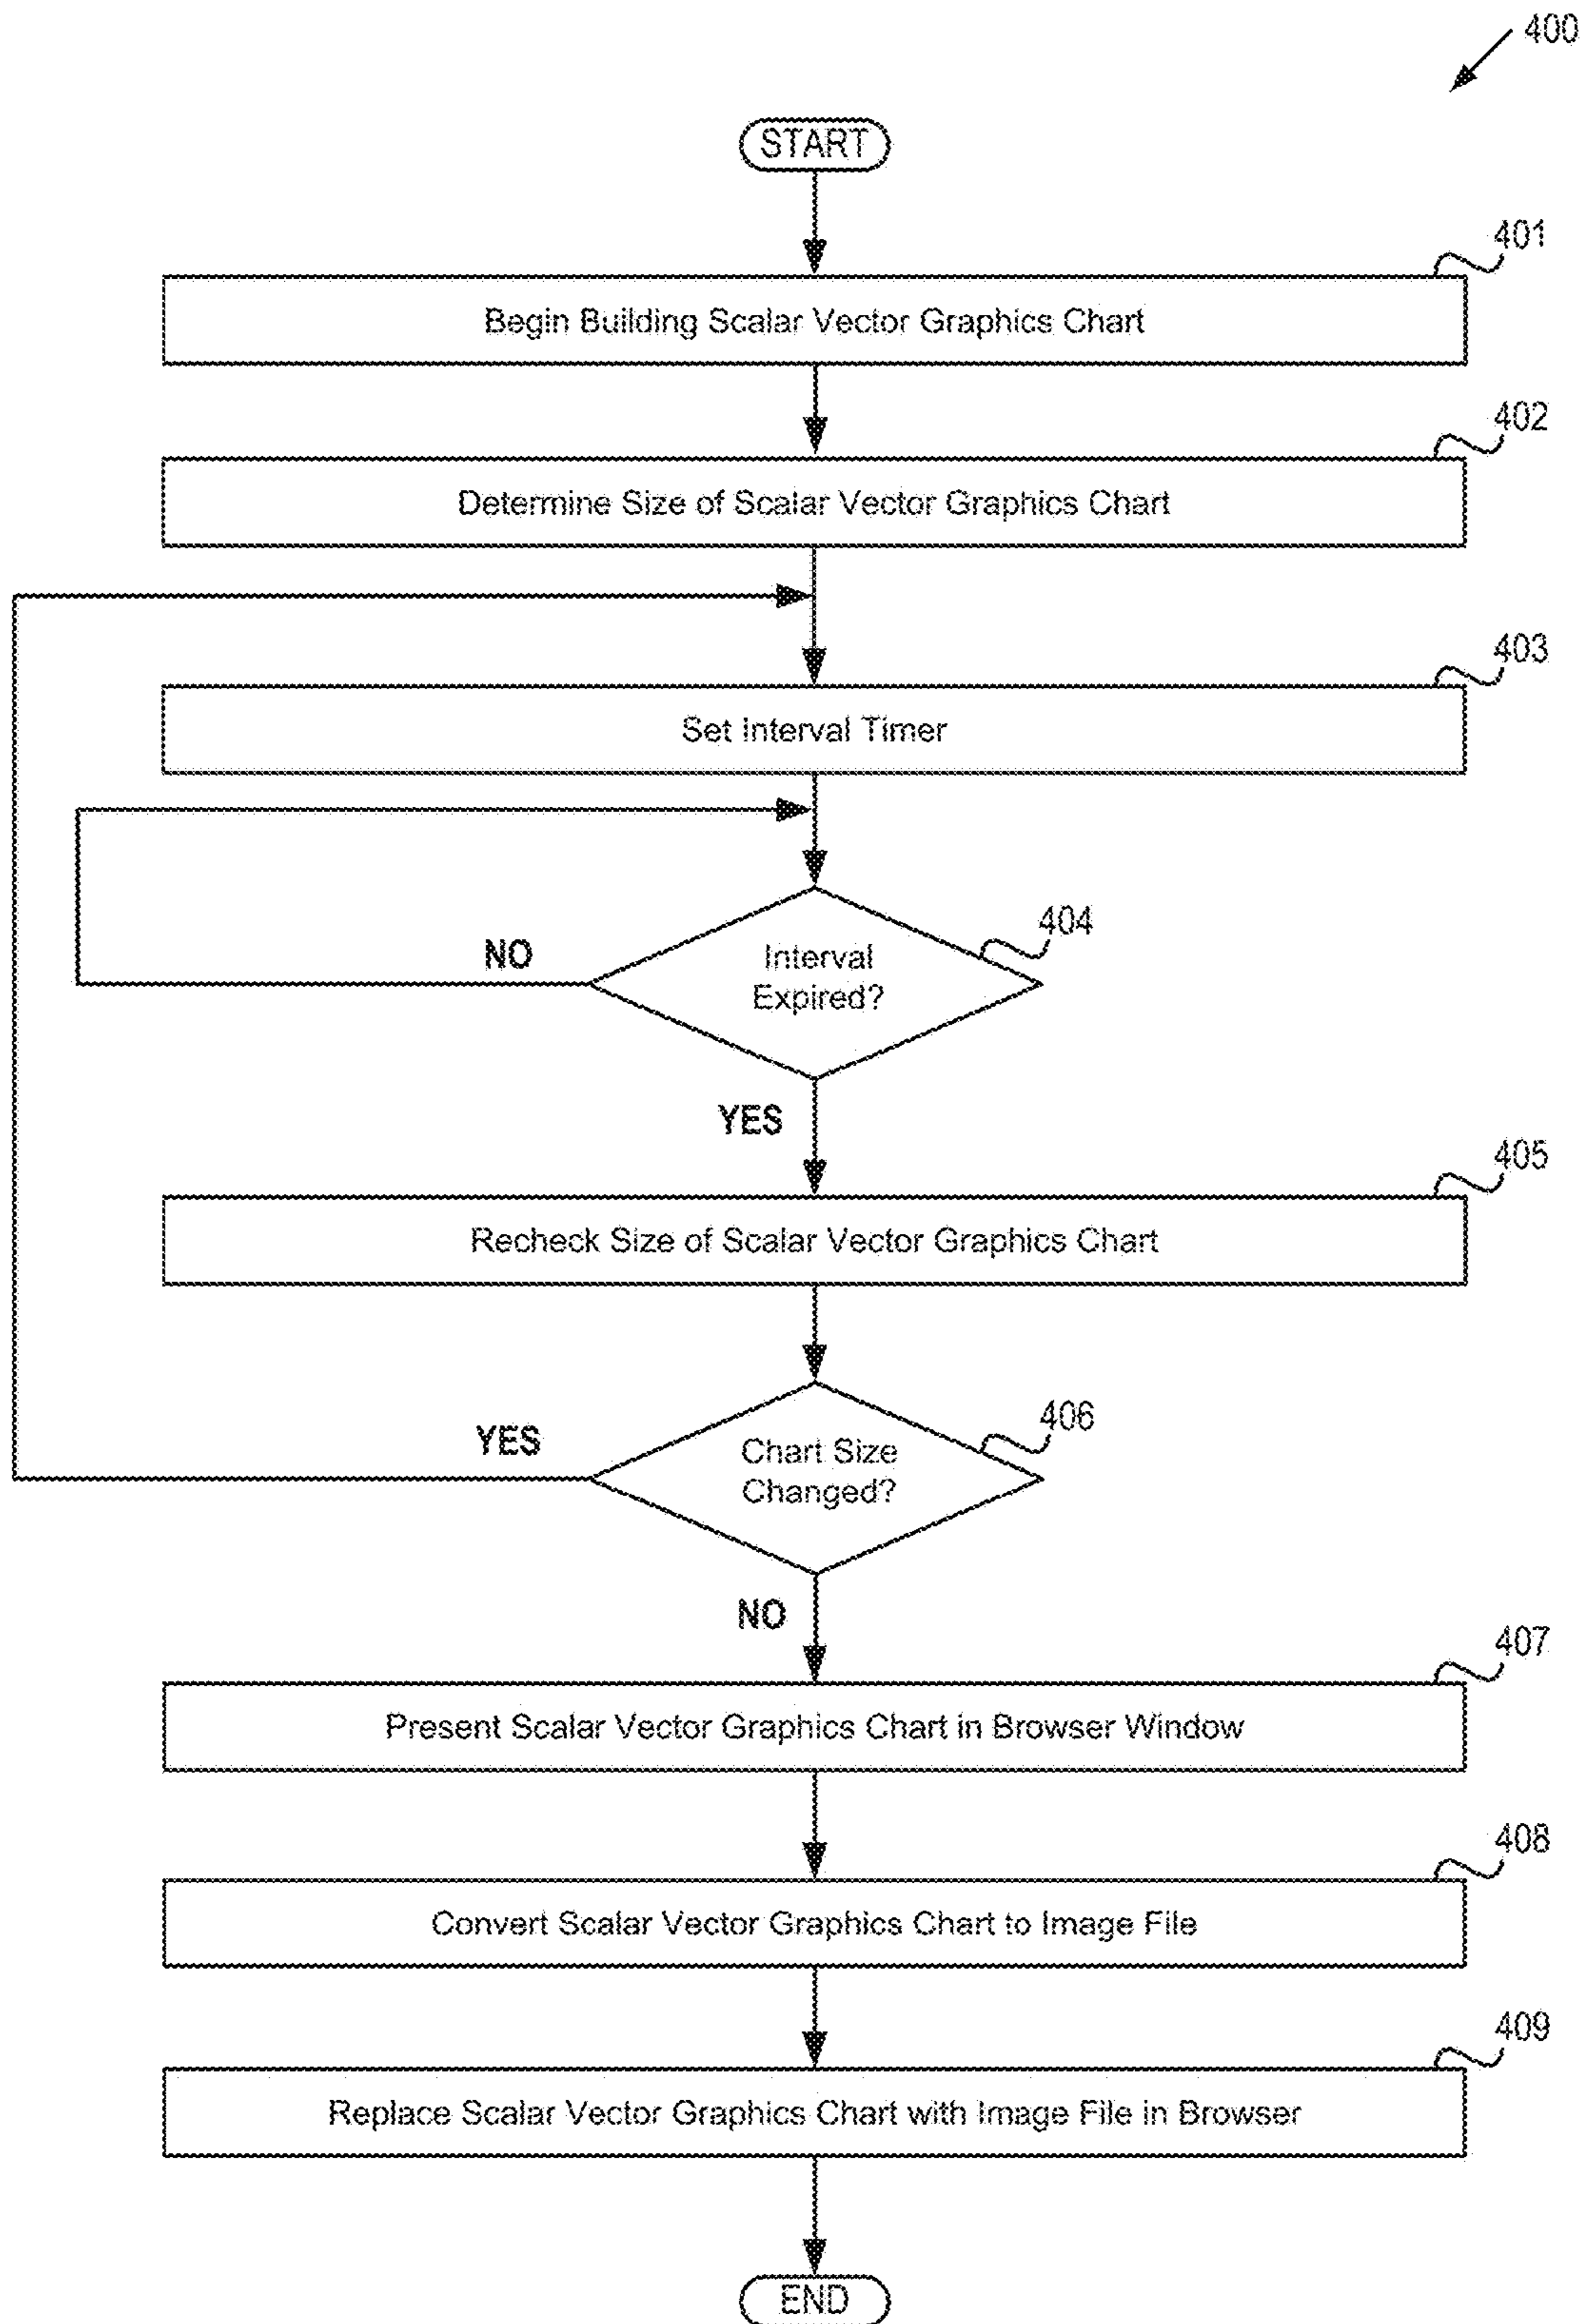 400
START
401
Begin Building Scalar Vector Graphics Chart
402
Determine Size of Scalar Vector Graphics Chart
403
Set Interval Timer
404
NO
Interval
Expired?
YES
405
Recheck Size of Scalar Vector Graphics Chart
406
YES
Chart Size
Changed?
NO
407
Present Scalar Vector Graphics Chart in Browser Window
408
Convert Scalar Vector Graphics Chart to Image File
409
Replace Scalar Vector Graphics Chart with Image File in Browser
END